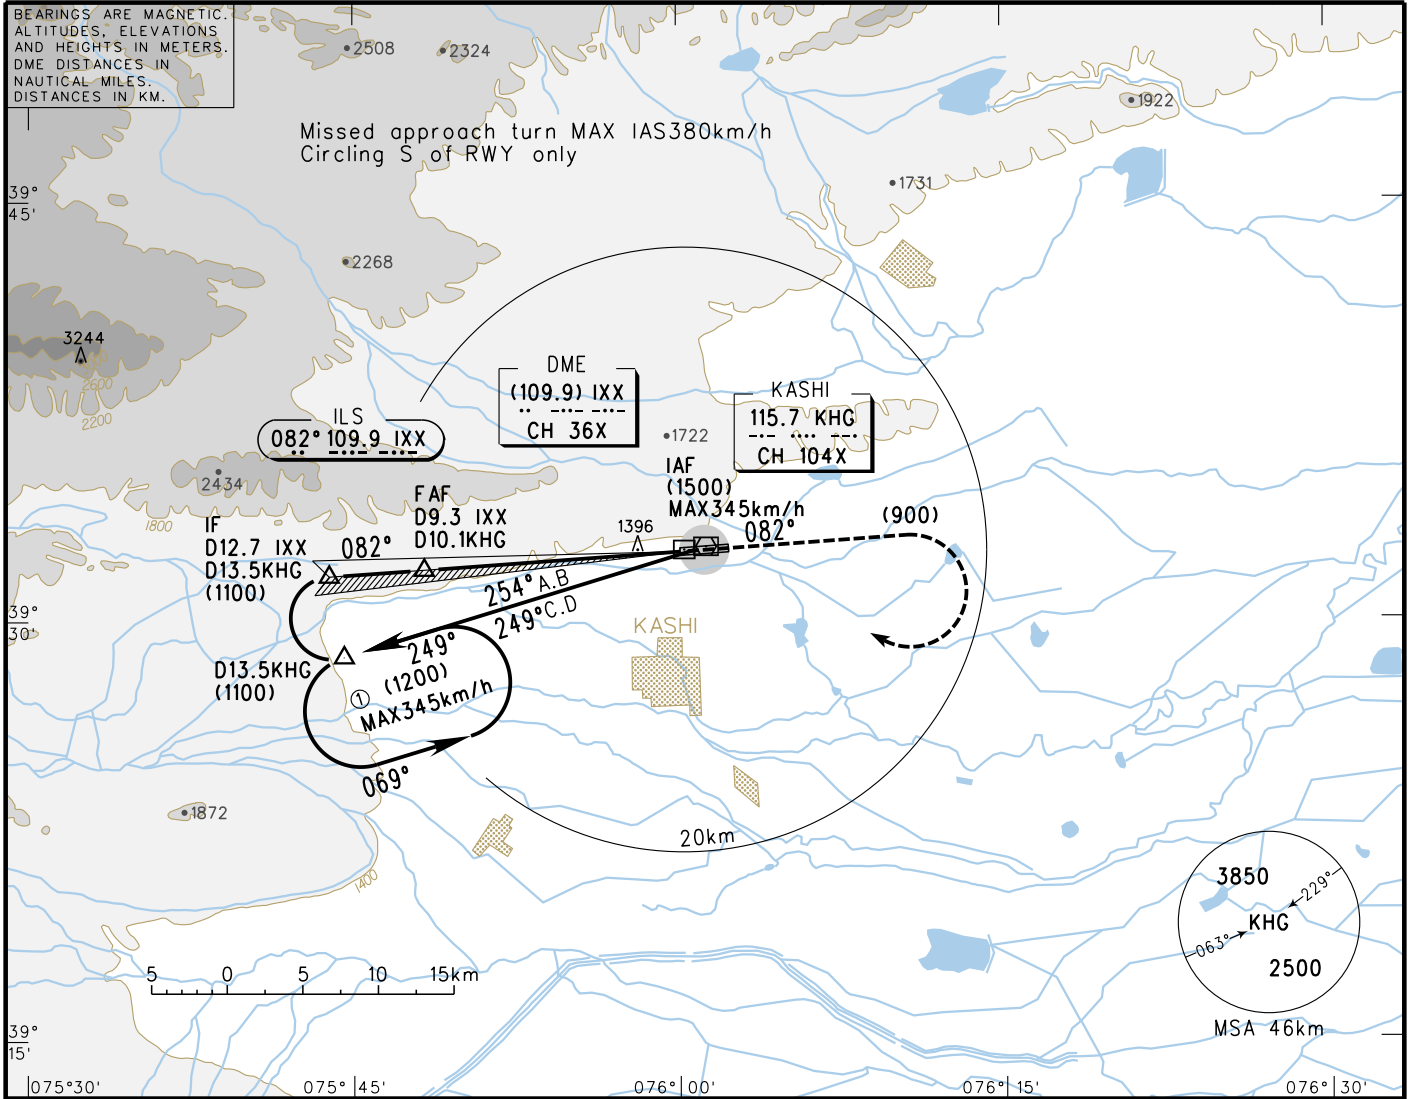 BEARINGS ARE MAGNETIC.
ALTITUDES, ELEVATIONS
AND HEIGHTS IN METERS.
DME DISTANCES IN
NAUTICAL MILES.
DISTANCES IN KM.
2508
2324
1922
Missed approach turn MAX IAS380km/h
Circling S of RWY only
1731
39°
45'
2268
3244
2600
2200
DME
(109.9) IXX
CH 36X
KASHI
115.7 KHG
CH 104X
ILS
082° 109.9 IXX
1722
2434
1800
IAF
(1500)
MAX345km/h
082°
(900)
FAF
D9.3 IXX
D10.1KHG
IF
D12.7 IXX
D13.5KHG
(1100)
082°
1396
254° A.B
249° C.D
39°
30'
KASHI
249°
D13.5KHG
(1100)
① (1200)
MAX345km/h
069°
1872
20km
1400
3850
229°
KHG
063°
2500
MSA 46km
5 0 5 10 15km
39°
15'
075°30' 075°45' 076°00' 076°15' 076°30'